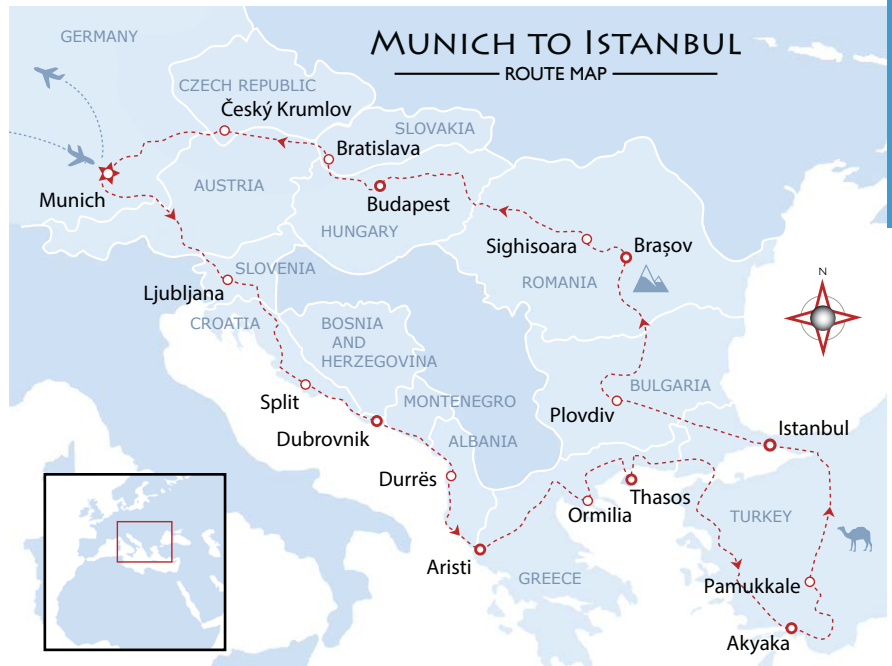 MUNICH TO ISTANBUL
ROUTE MAP
GERMANY
CZECH REPUBLIC
Český Krumlov
SLOVAKIA
Bratislava
Munich
AUSTRIA
Budapest
HUNGARY
Sighisoara
Brașov
ROMANIA
SLOVENIA
Ljubljana
N
CROATIA
BOSNIA
AND
HERZEGOVINA
Split
MONTENEGRO
BULGARIA
Plovdiv
Dubrovnik
ALBANIA
Istanbul
Durrës
Thasos
Ormilia
TURKEY
Aristi
GREECE
Pamukkale
Akyaka